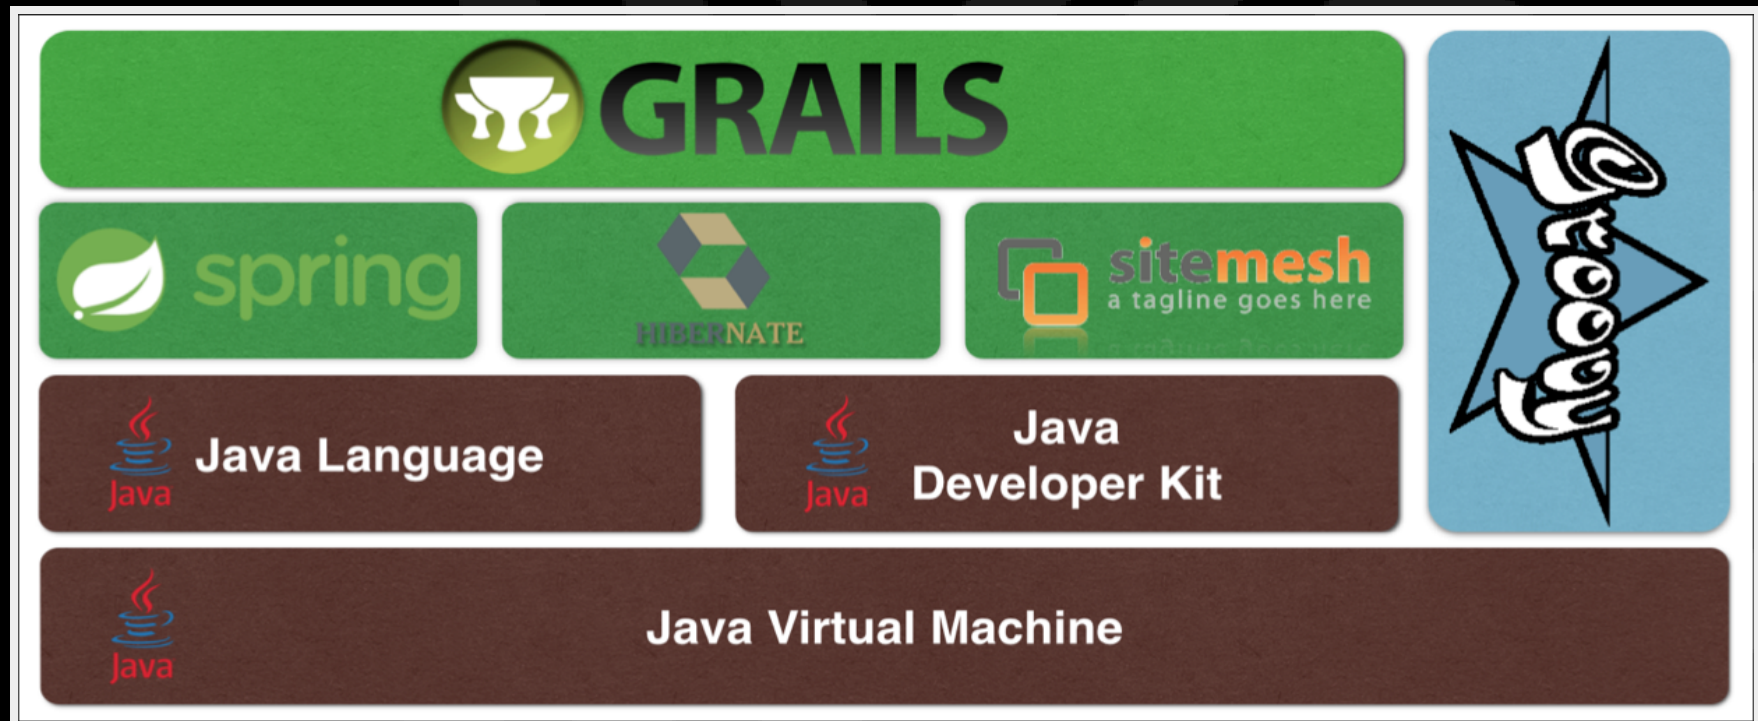 GRAILS
spring
HIBERNATE
sitemesh
a tagline goes here
Groovy
Java
Java Language
Java
Java
Developer Kit
Java
Java Virtual Machine